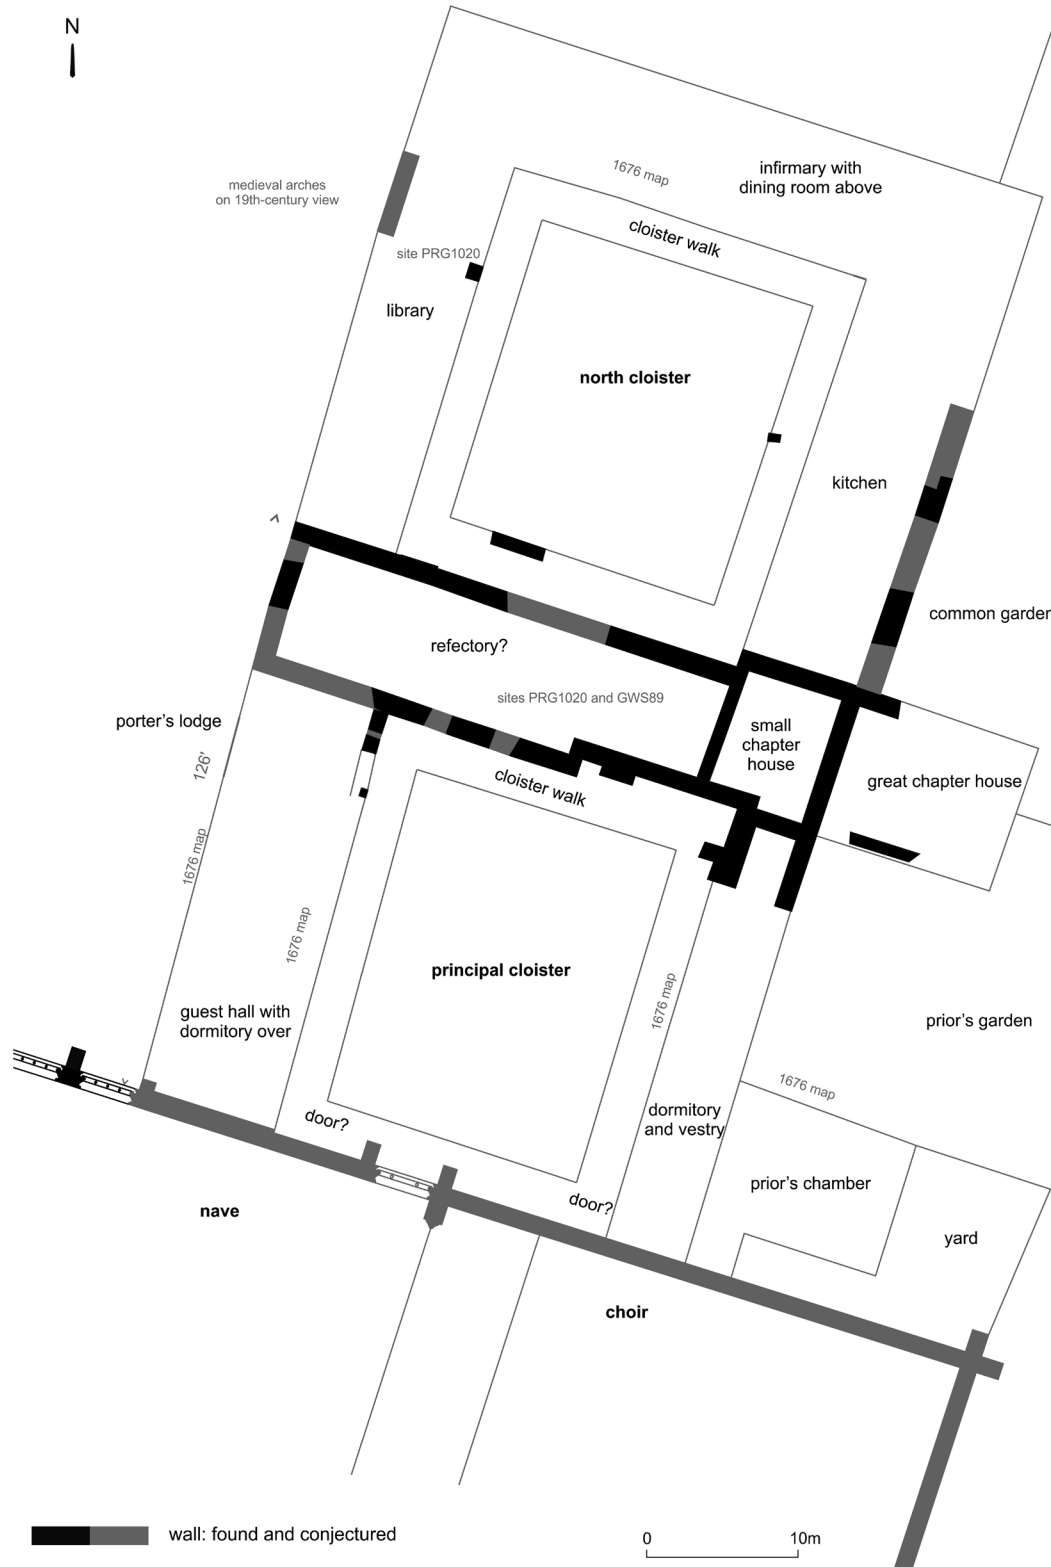 N
1676 map
infirmary with
dining room above
medieval arches
on 19th-century view
cloister walk
site PRG1020
library
north cloister
kitchen
common garden
refectory?
sites PRG1020 and GWS89
porter's lodge
small
chapter
house
126'
cloister walk
great chapter house
1676 map
1676 map
principal cloister
1676 map
guest hall with
dormitory over
prior's garden
1676 map
door?
dormitory
and vestry
prior's chamber
door?
nave
yard
choir
wall: found and conjectured
0
10m